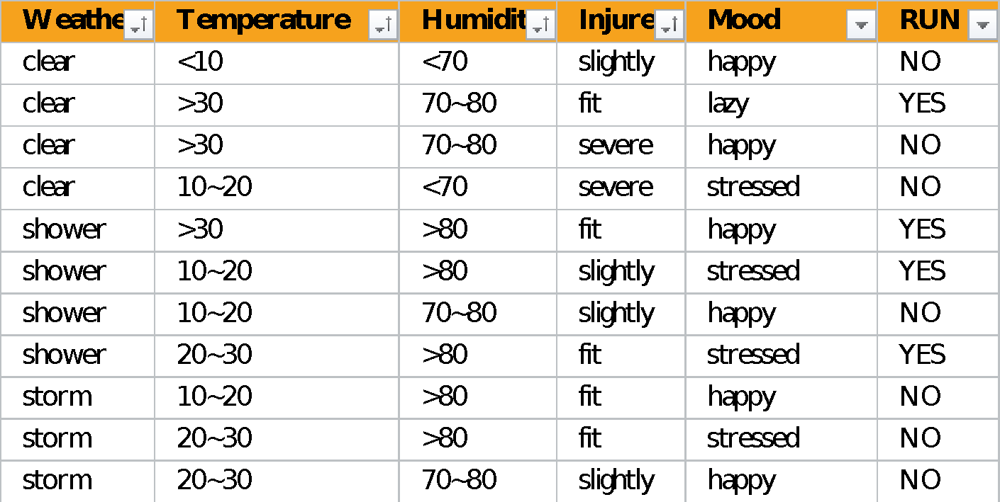 Weathe Temperature Humidit Injure Mood RUN
clear <10 <70 slightly happy NO
clear >30 70~80 fit lazy YES
clear >30 70~80 severe happy NO
clear 10~20 <70 severe stressed NO
shower >30 >80 fit happy YES
shower 10~20 >80 slightly stressed YES
shower 10~20 70~80 slightly happy NO
shower 20~30 >80 fit stressed YES
storm 10~20 >80 fit happy NO
storm 20~30 >80 fit stressed NO
storm 20~30 70~80 slightly happy NO